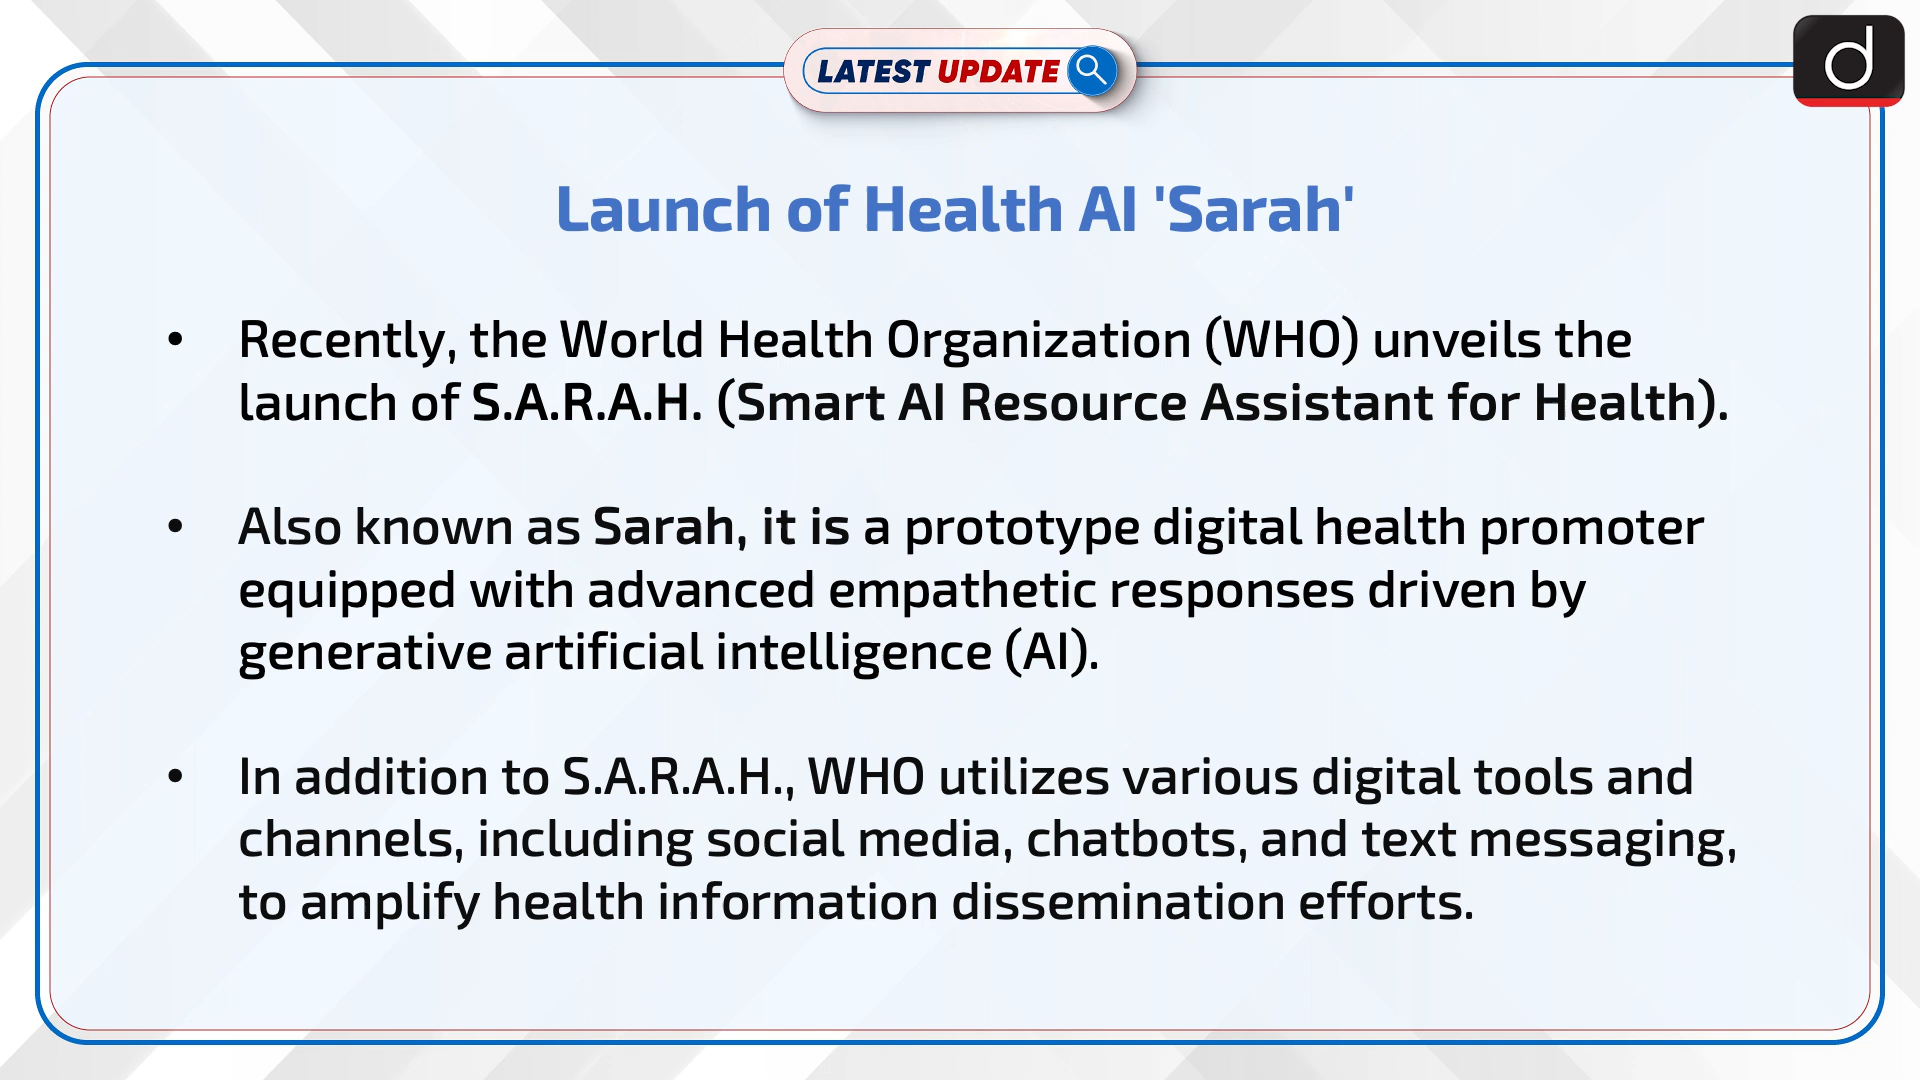 LATEST UPDATE
d
Launch of Health AI 'Sarah'
• Recently, the World Health Organization (WHO) unveils the
launch of S.A.R.A.H. (Smart AI Resource Assistant for Health).
• Also known as Sarah, it is a prototype digital health promoter
equipped with advanced empathetic responses driven by
generative artificial intelligence (AI).
• In addition to S.A.R.A.H., WHO utilizes various digital tools and
channels, including social media, chatbots, and text messaging,
to amplify health information dissemination efforts.